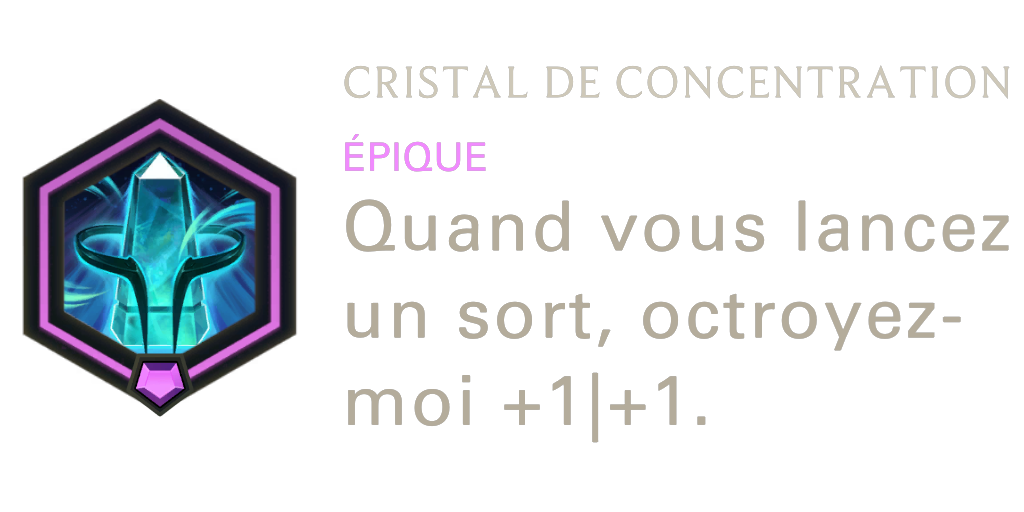 CRISTAL DE CONCENTRATION
ÉPIQUE
Quand vous lancez
un sort, octroyez-
moi +1|+1.